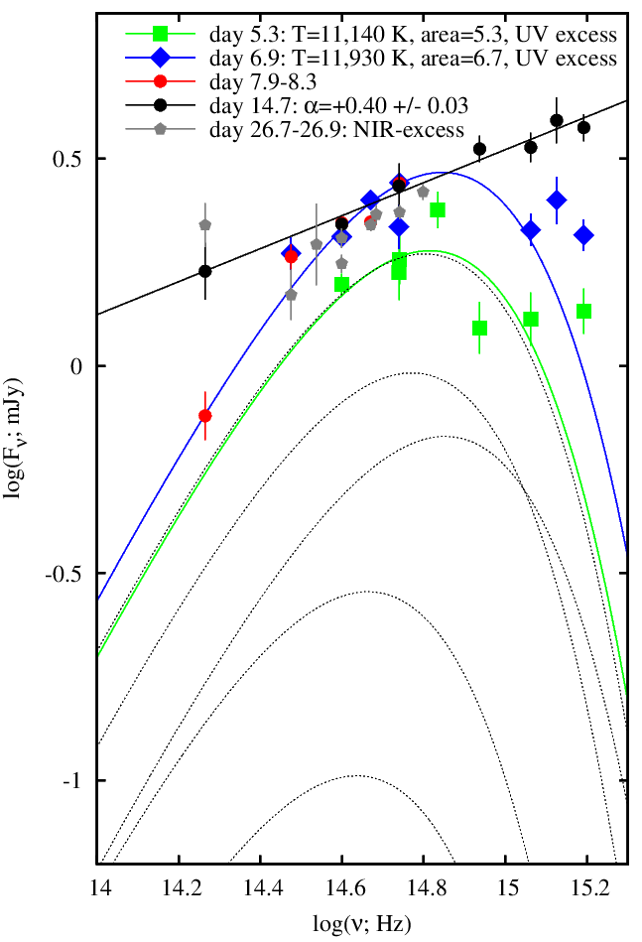 day 5.3: T=11,140 K, area=5.3, UV excess
day 6.9: T=11,930 K, area=6.7, UV excess
day 7.9-8.3
day 14.7: α=+0.40 +/- 0.03
day 26.7-26.9: NIR-excess
0.5
0
-0.5
-1
log(Fν; mJy)
14
14.2
14.4
14.6
14.8
15
15.2
log(ν; Hz)